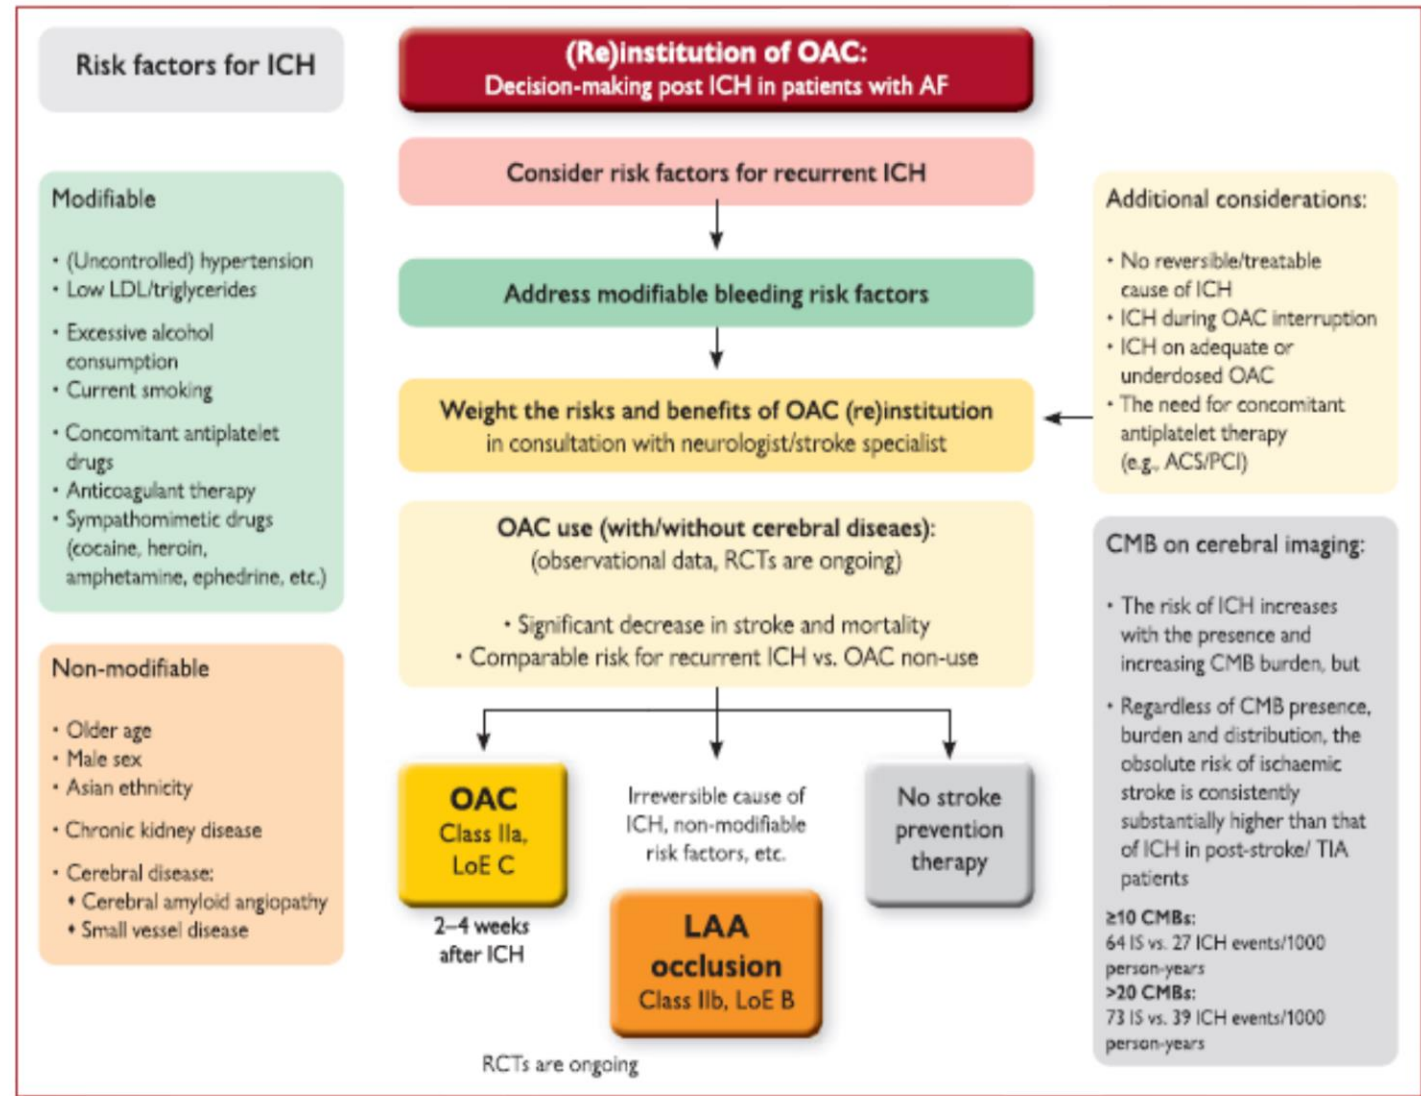 Risk factors for ICH
(Re)institution of OAC:
Decision-making post ICH in patients with AF
Consider risk factors for recurrent ICH
Address modifiable bleeding risk factors
Weight the risks and benefits of OAC (re)institution
in consultation with neurologist/stroke specialist
OAC use (with/without cerebral diseaes):
(observational data, RCTs are ongoing)
• Significant decrease in stroke and mortality
• Comparable risk for recurrent ICH vs. OAC non-use
OAC
Class IIa,
LoE C
2–4 weeks
after ICH
Irreversible cause of
ICH, non-modifiable
risk factors, etc.
LAA
occlusion
Class IIb, LoE B
No stroke
prevention
therapy
RCTs are ongoing
Modifiable
• (Uncontrolled) hypertension
• Low LDL/triglycerides
• Excessive alcohol
consumption
• Current smoking
• Concomitant antiplatelet
drugs
• Anticoagulant therapy
• Sympathomimetic drugs
(cocaine, heroin,
amphetamine, ephedrine, etc.)
Non-modifiable
• Older age
• Male sex
• Asian ethnicity
• Chronic kidney disease
• Cerebral disease:
• Cerebral amyloid angiopathy
• Small vessel disease
Additional considerations:
• No reversible/treatable
cause of ICH
• ICH during OAC interruption
• ICH on adequate or
underdosed OAC
• The need for concomitant
antiplatelet therapy
(e.g., ACS/PCI)
CMB on cerebral imaging:
• The risk of ICH increases
with the presence and
increasing CMB burden, but
• Regardless of CMB presence,
burden and distribution, the
absolute risk of ischaemic
stroke is consistently
substantially higher than that
of ICH in post-stroke/ TIA
patients
≥10 CMBs:
64 IS vs. 27 ICH events/1000
person-years
>20 CMBs:
73 IS vs. 39 ICH events/1000
person-years